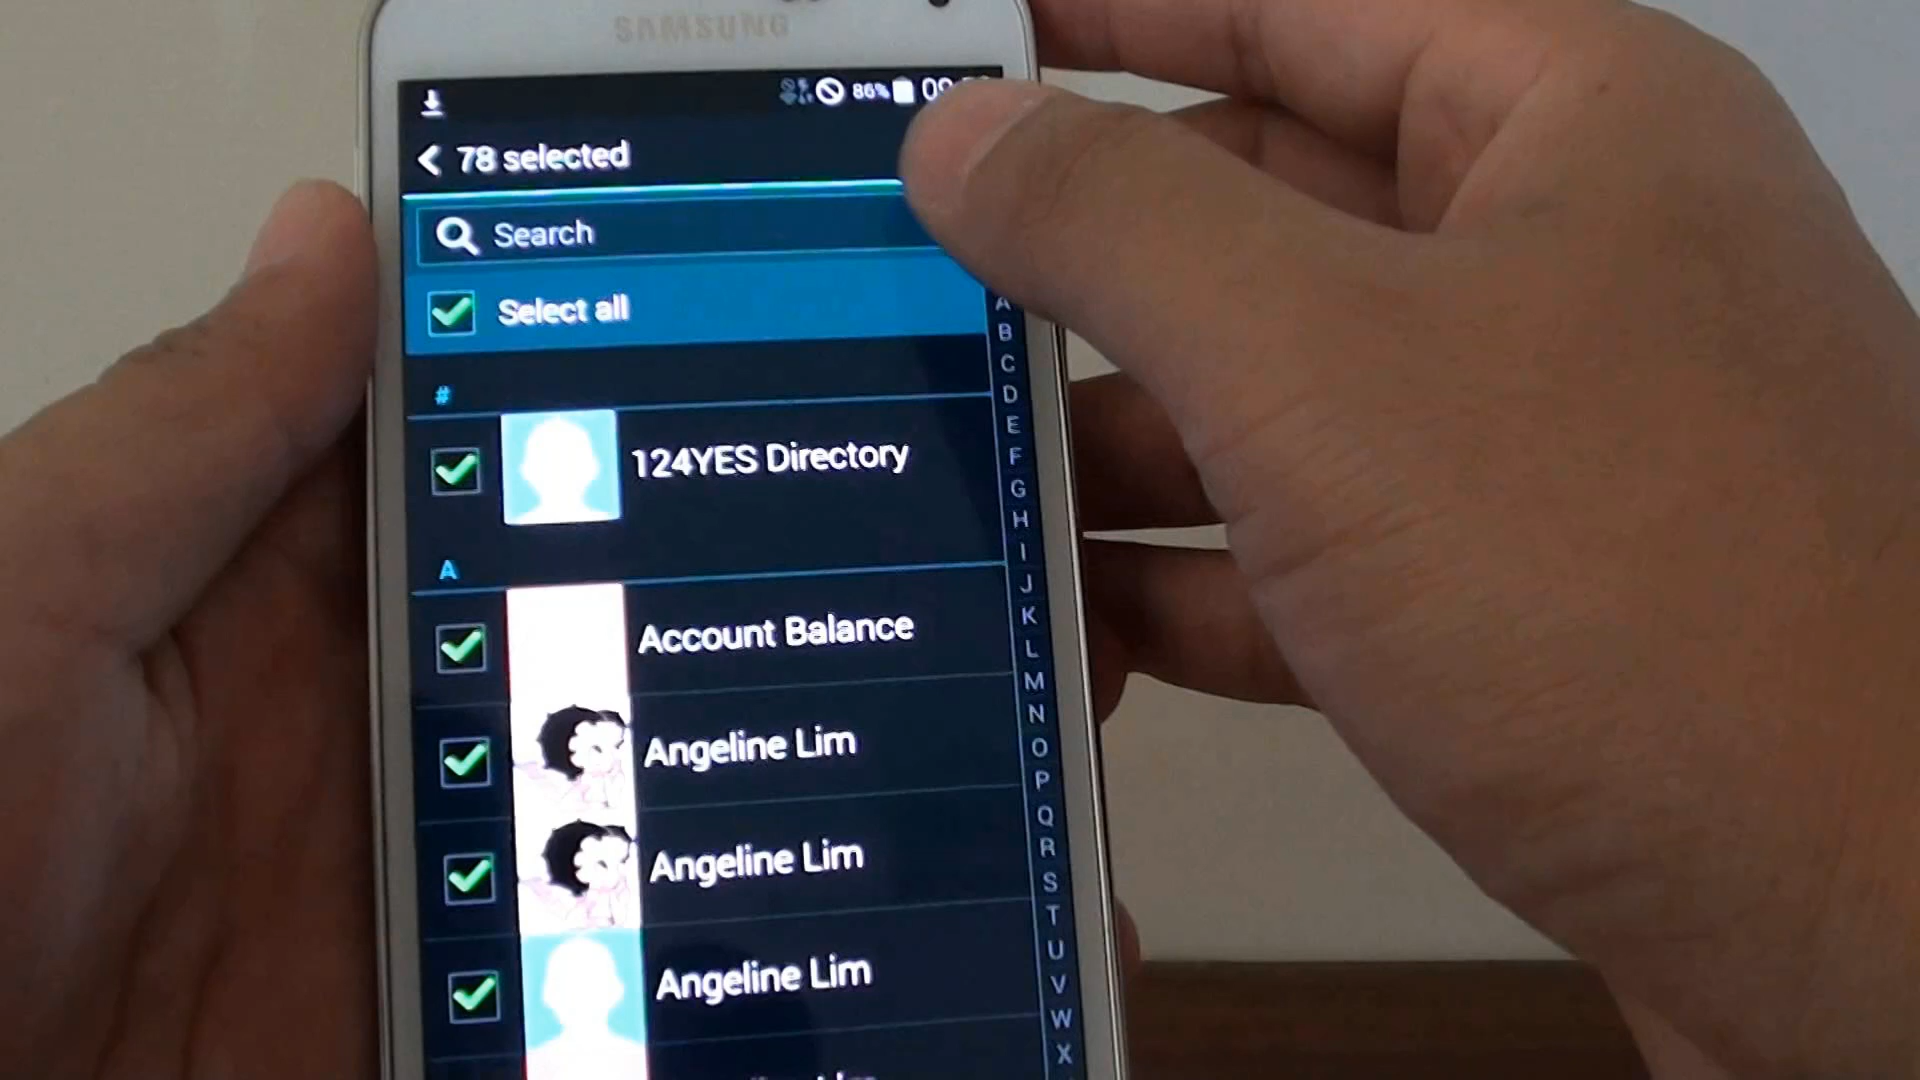 SAMSUNG
86%
78 selected
Search
Select all
#
124YES Directory
A
Account Balance
Angeline Lim
Angeline Lim
Angeline Lim
A
B
C
D
E
F
G
H
I
J
K
L
M
N
O
P
Q
R
S
T
U
V
W
X